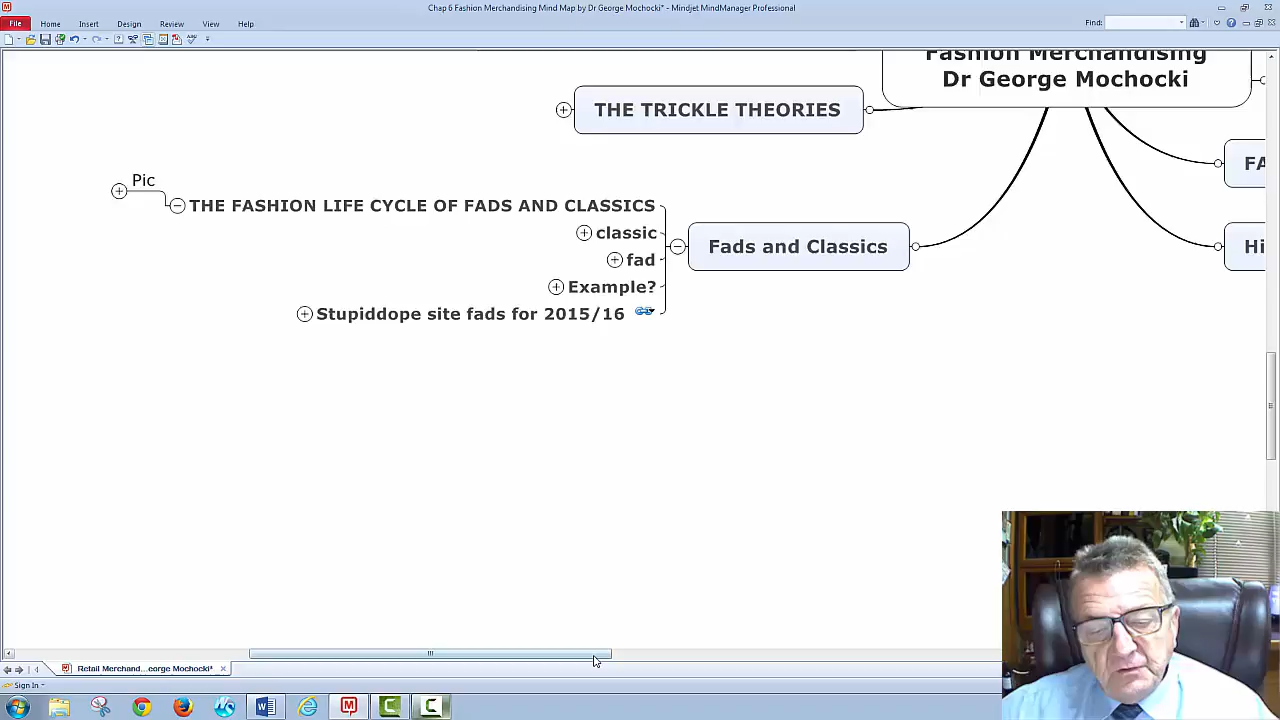 Chap 6 Fashion Merchandising Mind Map by Dr George Mochocki* - Mindjet MindManager Professional
File Home Insert Design Review View Help Find:
Fashion Merchandising
Dr George Mochocki
THE TRICKLE THEORIES
FA
Pic
THE FASHION LIFE CYCLE OF FADS AND CLASSICS
classic
Fads and Classics
Hi
fad
Example?
Stupiddope site fads for 2015/16
Retail Merchand...eorge Mochocki*
Sign In